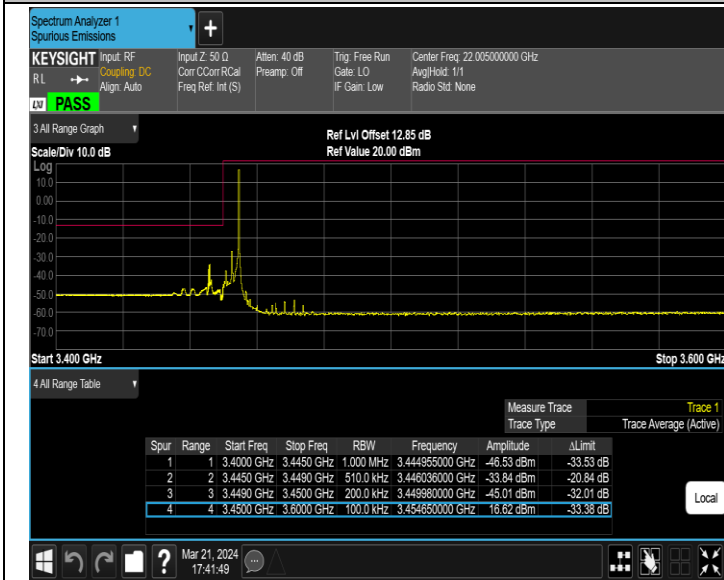 Spectrum Analyzer 1
Spurious Emissions
+
KEYSIGHT Input: RF Input Z: 50 Ω Atten: 40 dB Trig: Free Run Center Freq: 22.005000000 GHz
RL Coupling: DC Corr CCorr RCal Preamp: Off Gate: LO Avg|Hold: 1/1
Align: Auto Freq Ref: Int (S) IF Gain: Low Radio Std: None
LXI PASS
3 All Range Graph
Ref Lvl Offset 12.85 dB
Scale/Div 10.0 dB Ref Value 20.00 dBm
Log
10.0
0.00
-10.0
-20.0
-30.0
-40.0
-50.0
-60.0
-70.0
Start 3.400 GHz Stop 3.600 GHz
4 All Range Table
Measure Trace Trace 1
Trace Type Trace Average (Active)
Spur Range Start Freq Stop Freq RBW Frequency Amplitude ΔLimit
1 1 3.4000 GHz 3.4450 GHz 1.000 MHz 3.444955000 GHz -46.53 dBm -33.53 dB
2 2 3.4450 GHz 3.4490 GHz 510.0 kHz 3.446036000 GHz -33.84 dBm -20.84 dB
3 3 3.4490 GHz 3.4500 GHz 200.0 kHz 3.449980000 GHz -45.01 dBm -32.01 dB
4 4 3.4500 GHz 3.6000 GHz 100.0 kHz 3.454650000 GHz 16.62 dBm -33.38 dB
Local
? Mar 21, 2024
17:41:49